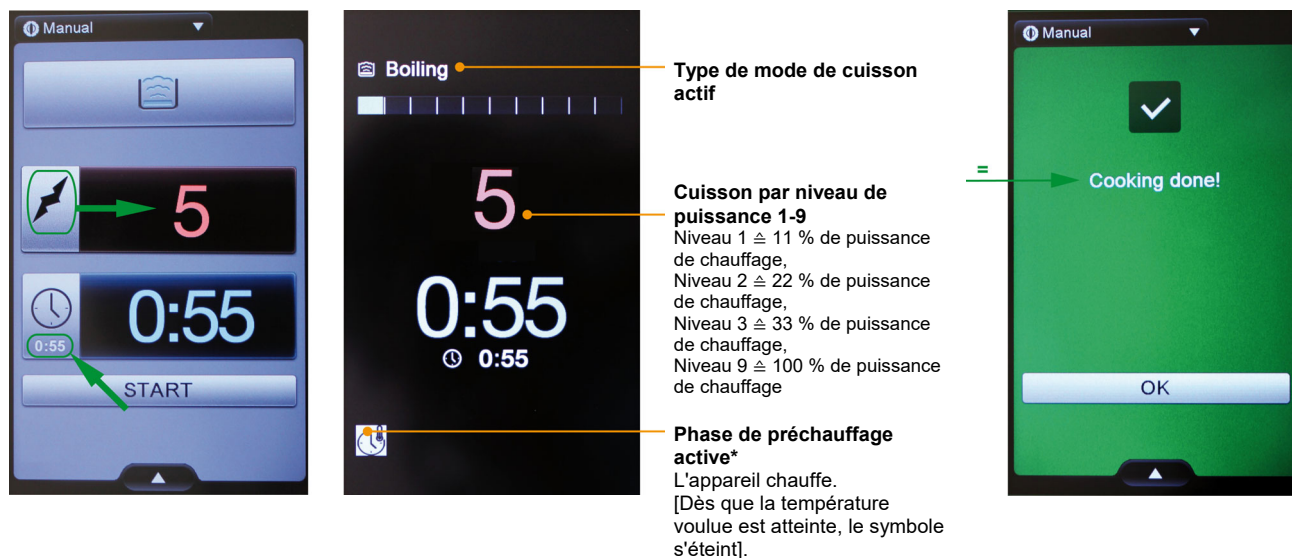 Manual
5
0:55
0:55
START
Boiling
5
0:55
0:55
Type de mode de cuisson
actif
Cuisson par niveau de
puissance 1-9
Niveau 1 ≙ 11 % de puissance
de chauffage,
Niveau 2 ≙ 22 % de puissance
de chauffage,
Niveau 3 ≙ 33 % de puissance
de chauffage,
Niveau 9 ≙ 100 % de puissance
de chauffage
Phase de préchauffage
active*
L'appareil chauffe.
[Dès que la température
voulue est atteinte, le symbole
s'éteint].
=
Manual
Cooking done!
OK